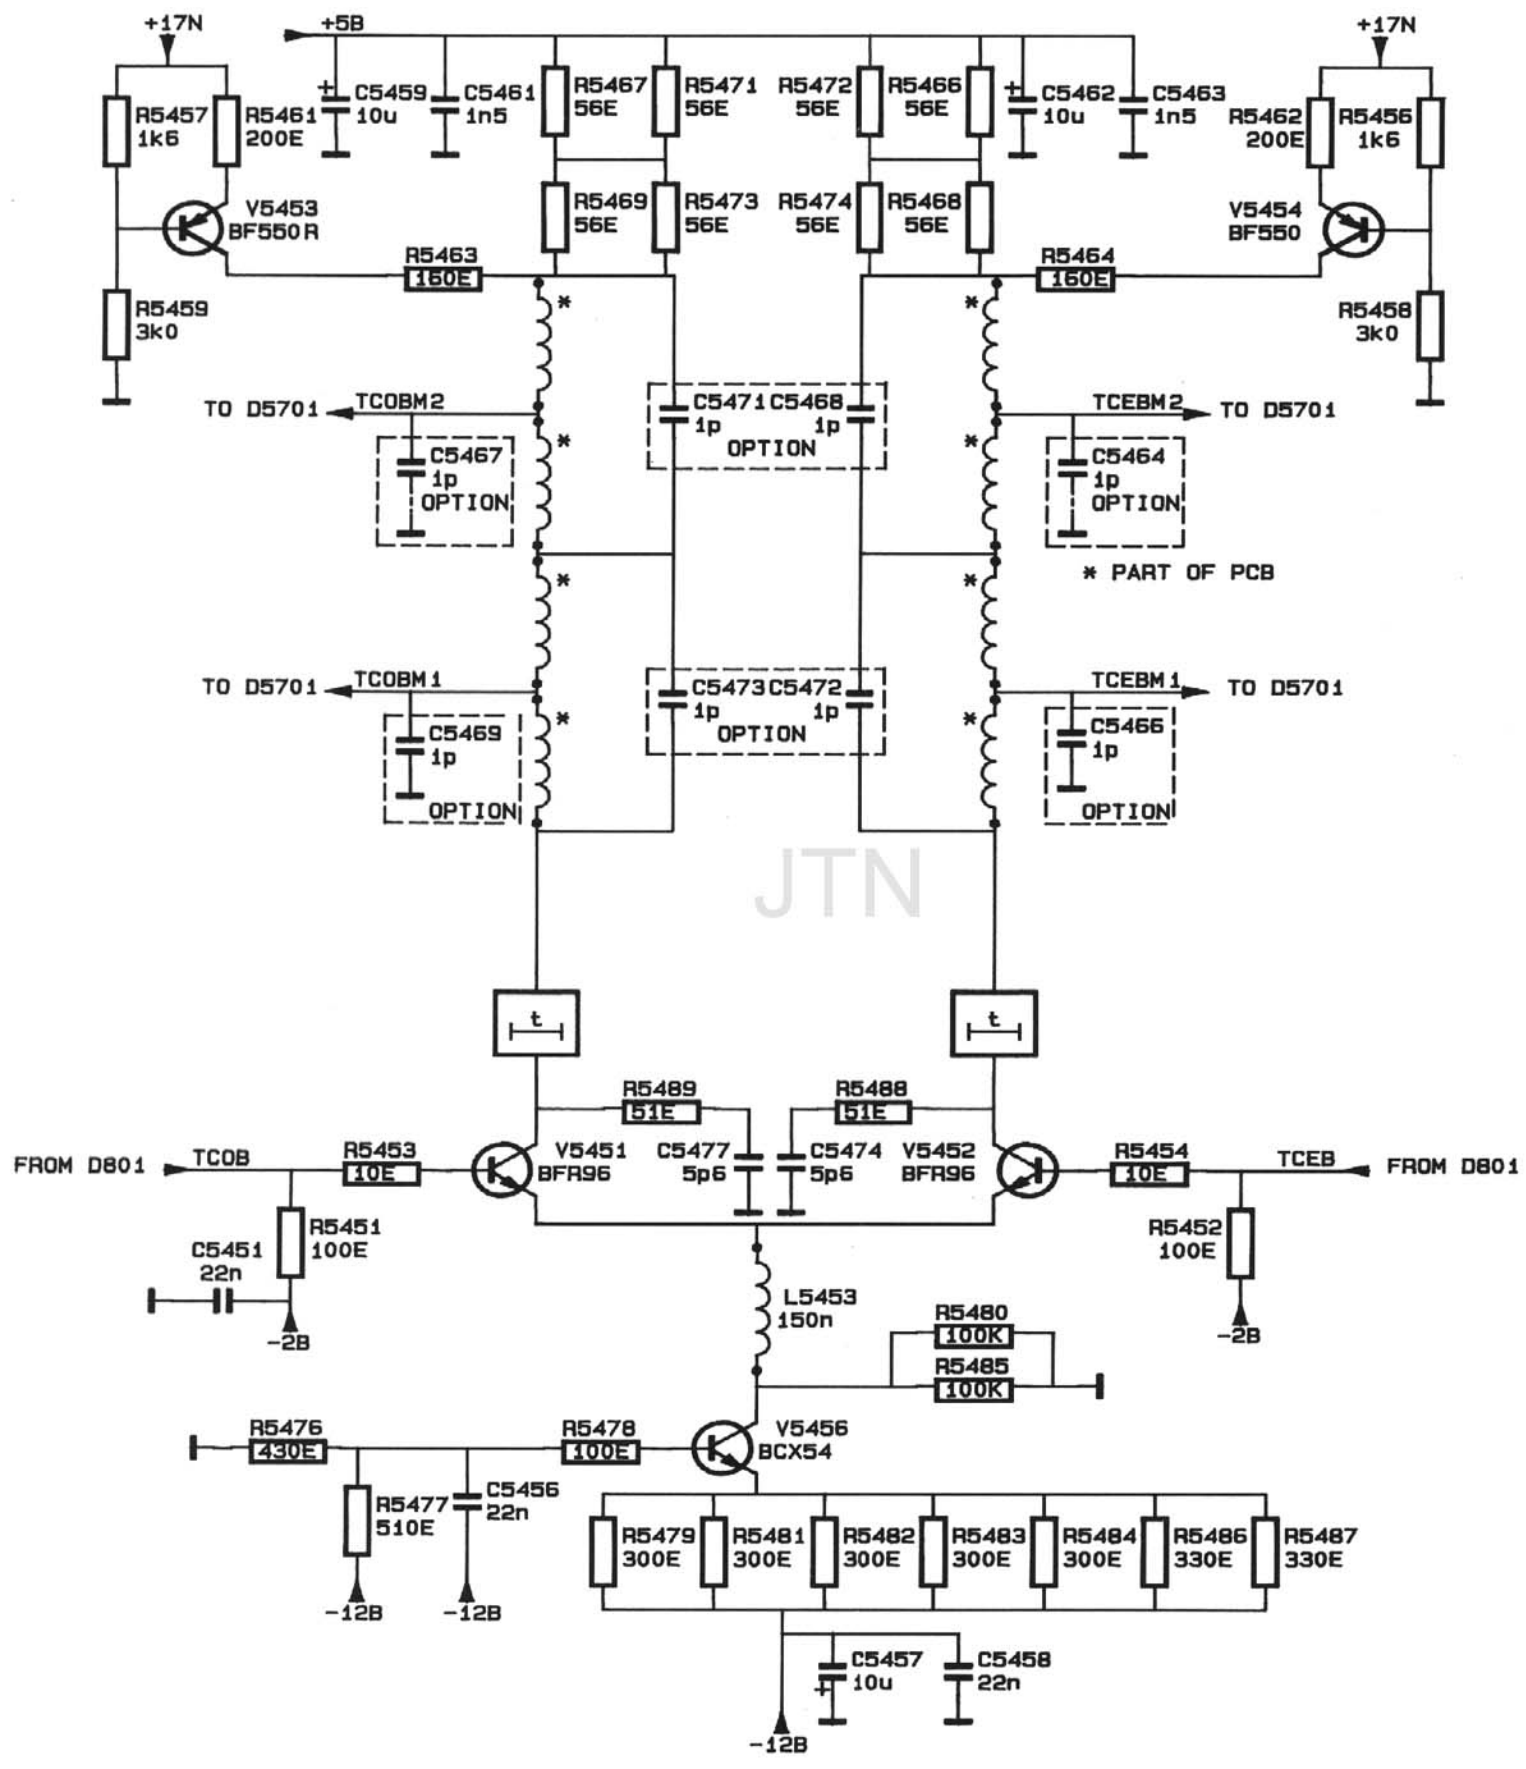 +17N
+5B
+17N
R5457
1k6
R5461
200E
C5459
10u
C5461
1n5
R5467
56E
R5471
56E
R5472
56E
R5466
56E
C5462
10u
C5463
1n5
R5462
200E
R5456
1k6
V5453
BF550R
R5469
56E
R5473
56E
R5474
56E
R5468
56E
V5454
BF550
R5463
160E
R5464
160E
R5459
3k0
R5458
3k0
*
*
TO D5701
TCOBM2
C5471
1p
C5468
1p
OPTION
TCEBM2
TO D5701
*
*
C5467
1p
OPTION
C5464
1p
OPTION
* PART OF PCB
*
*
TO D5701
TCOBM1
C5473
1p
C5472
1p
OPTION
TCEBM1
TO D5701
*
*
C5469
1p
OPTION
C5466
1p
OPTION
JTN
t
t
R5489
51E
R5488
51E
FROM D801
TCOB
R5453
10E
V5451
BFR96
C5477
5p6
C5474
5p6
V5452
BFR96
R5454
10E
TCEB
FROM D801
R5451
100E
C5451
22n
-2B
R5452
100E
-2B
L5453
150n
R5480
100K
R5485
100K
R5476
430E
R5478
100E
V5456
BCX54
R5477
510E
C5456
22n
-12B
-12B
R5479
300E
R5481
300E
R5482
300E
R5483
300E
R5484
300E
R5486
330E
R5487
330E
C5457
10u
+
C5458
22n
-12B